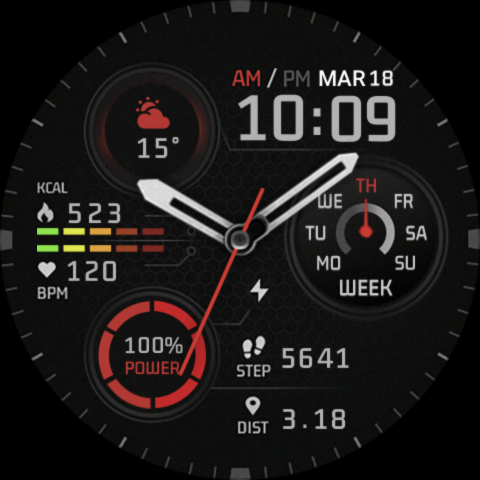 AM / PM MAR 18
10:09
15°
KCAL
523
120
BPM
TH
WE FR
TU SA
MO SU
WEEK
100%
POWER
STEP 5641
DIST 3.18